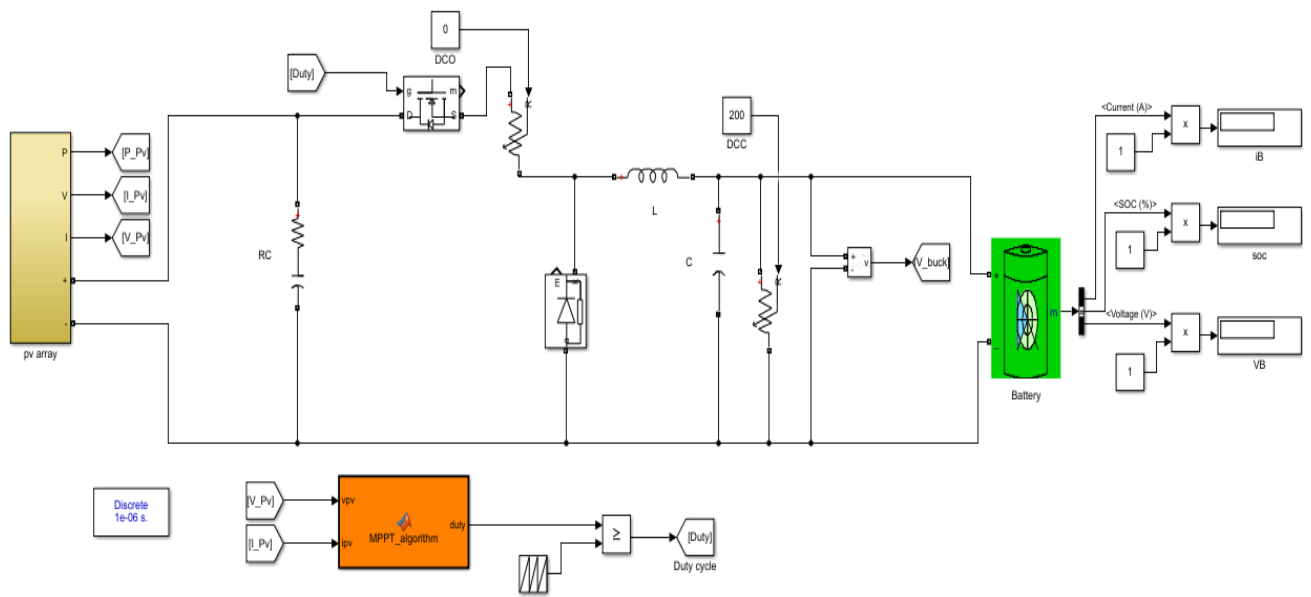 0
DCO
[Duty]
g
m
D
S
R
200
DCC
R
<Current (A)>
x
1
iB
P
[P_Pv]
V
[I_Pv]
I
[V_Pv]
+
-
pv array
RC
L
C
+
-
v
V_buck]
E
<SOC (%)>
x
1
soc
+
m
<Voltage (V)>
x
1
VB
Battery
Discrete
1e-06 s.
[V_Pv]
vpv
duty
MPPT_algorithm
[I_Pv]
ipv
≥
[Duty]
Duty cycle